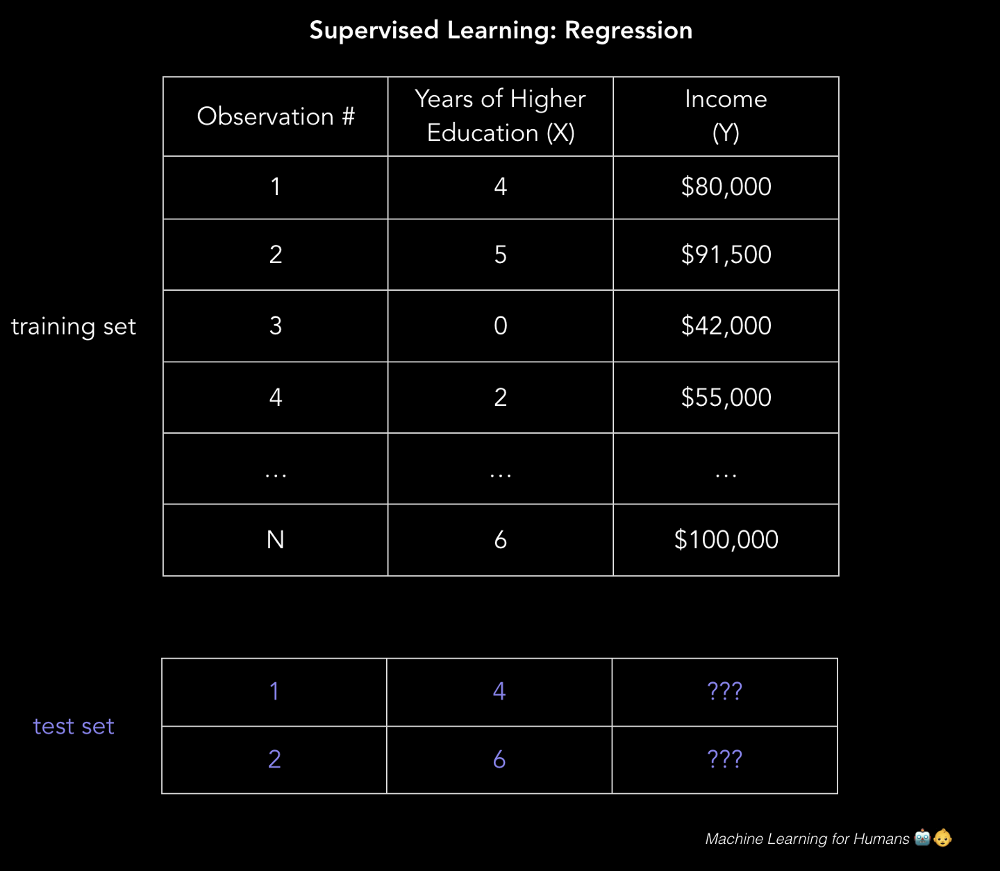 Supervised Learning: Regression
Observation #
Years of Higher
Education (X)
Income
(Y)
1 4 $80,000
2 5 $91,500
training set
3 0 $42,000
4 2 $55,000
... ... ...
N 6 $100,000
1 4 ???
test set
2 6 ???
Machine Learning for Humans 🤖👶